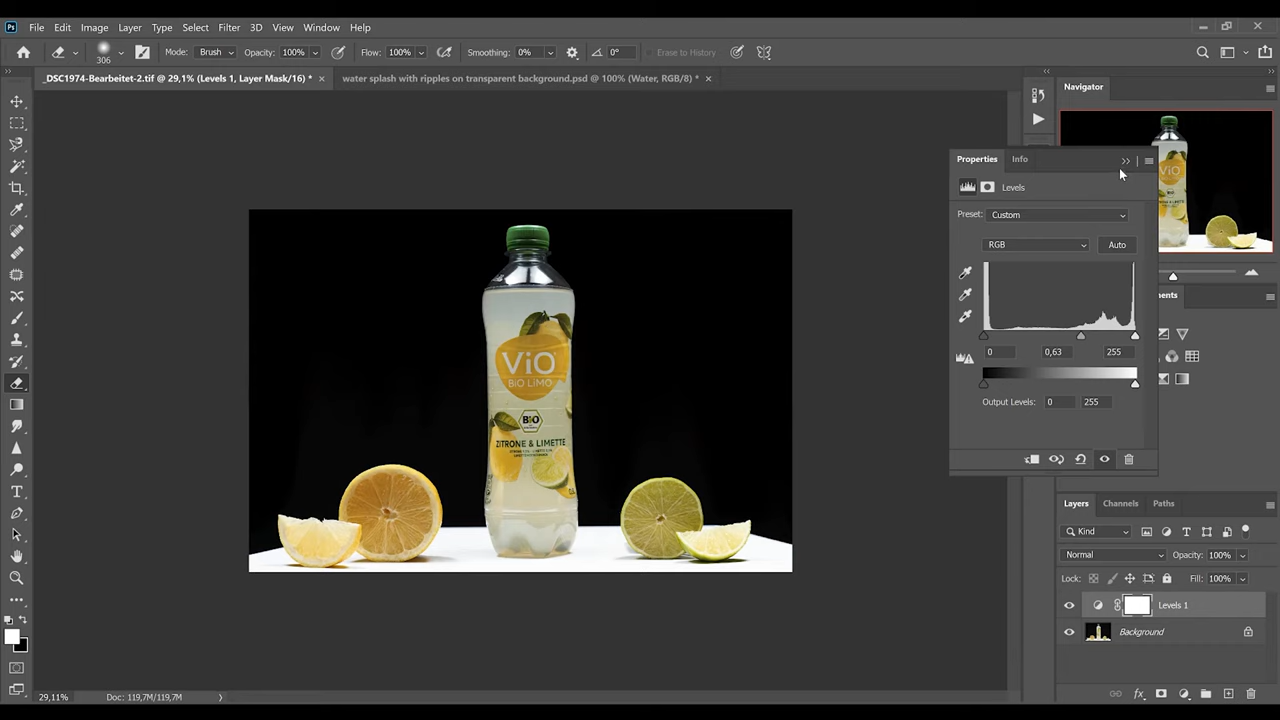 Ps File Edit Image Layer Type Select Filter 3D View Window Help
306 Mode: Brush Opacity: 100% Flow: 100% Smoothing: 0% 0° Erase to History
_DSC1974-Bearbeitet-2.tif @ 29,1% (Levels 1, Layer Mask/16) * × water splash with ripples on transparent background.psd @ 100% (Water, RGB/8) * ×
Navigator
Properties Info
Levels
Preset: Custom
RGB Auto
0 0,63 255
Output Levels: 0 255
ViO
BiO LiMO
BiO
ZITRONE & LIMETTE
Layers Channels Paths
Kind
Normal Opacity: 100%
Lock: Fill: 100%
Levels 1
Background
29,11% Doc: 119,7M/119,7M
fx